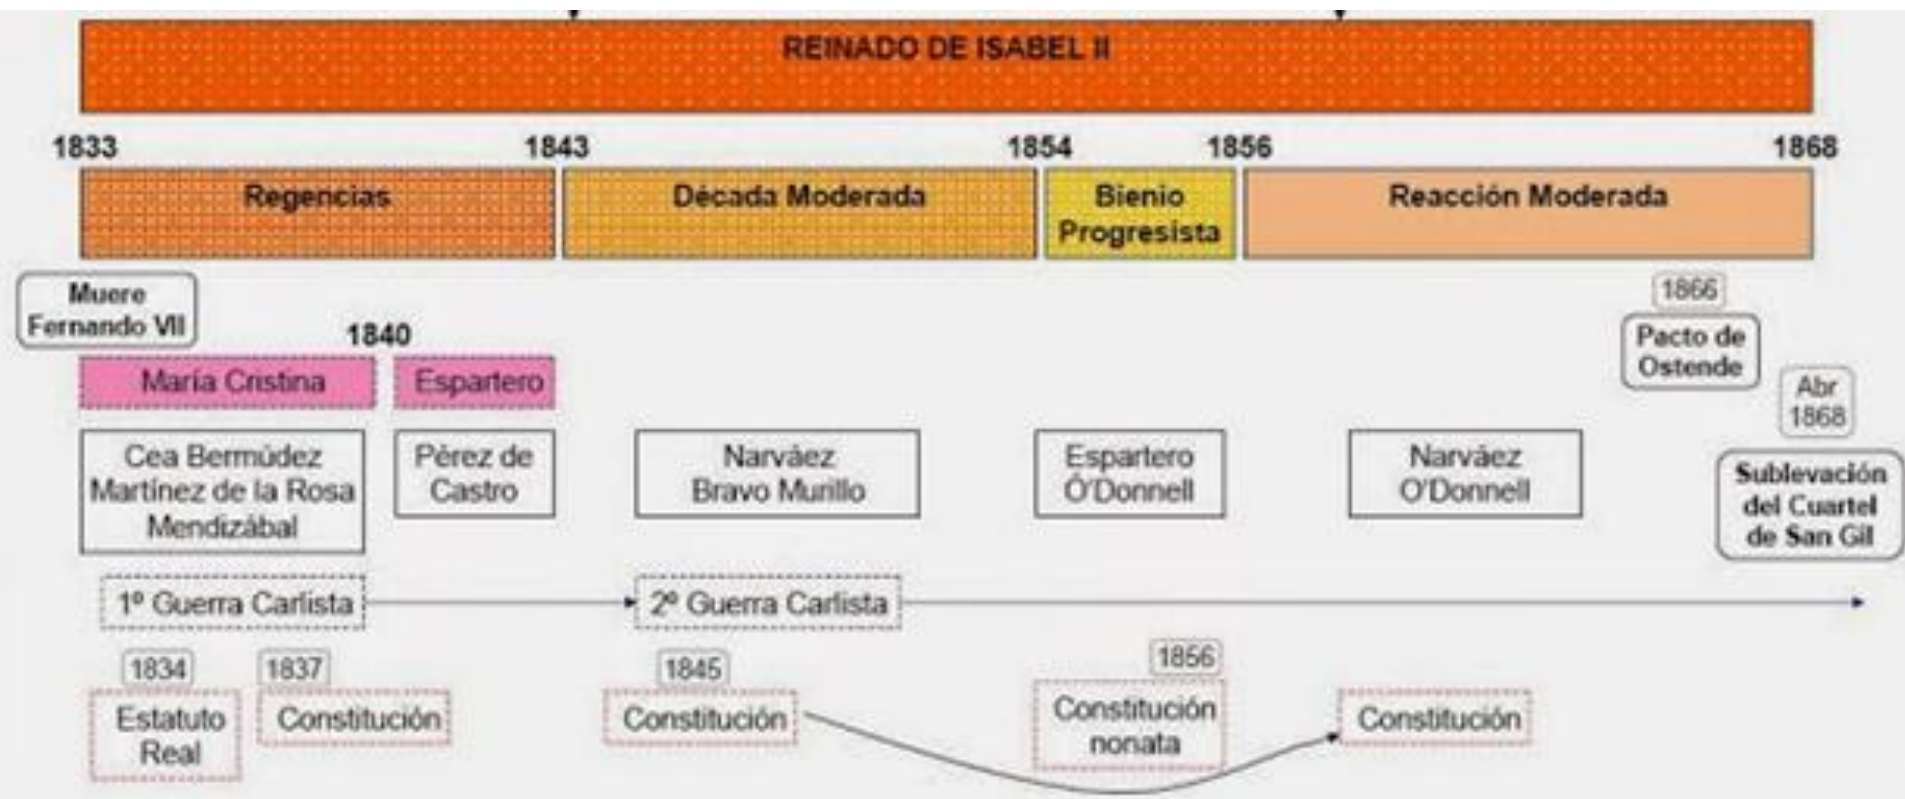 REINADO DE ISABEL II
1833
1843
1854
1856
1868
Regencias
Década Moderada
Bienio
Progresista
Reacción Moderada
Muere
Fernando VII
1840
1866
Pacto de
Ostende
María Cristina
Espartero
Abr
1868
Cea Bermúdez
Martínez de la Rosa
Mendizábal
Pérez de
Castro
Narváez
Bravo Murillo
Espartero
Ó'Donnell
Narváez
O'Donnell
Sublevación
del Cuartel
de San Gil
1º Guerra Carlista
2º Guerra Carlista
1834
Estatuto
Real
1837
Constitución
1845
Constitución
1856
Constitución
nonata
Constitución